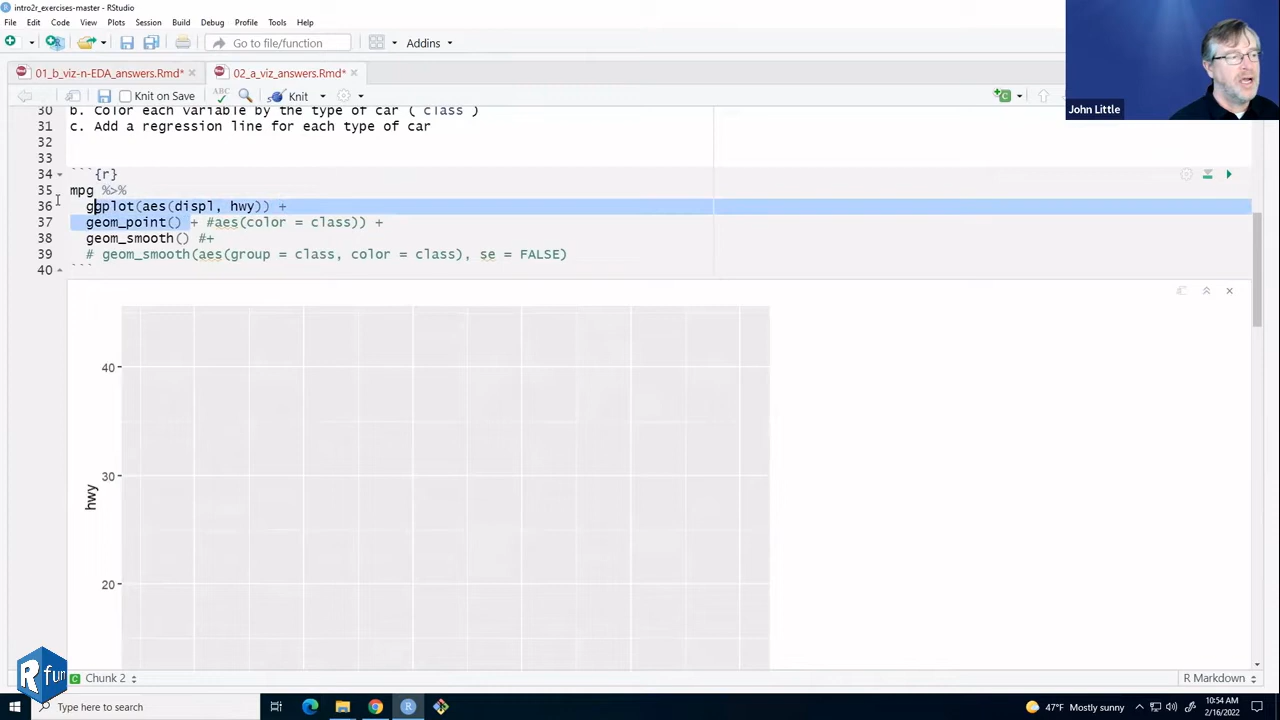 intro2r_exercises-master - RStudio
File Edit Code View Plots Session Build Debug Profile Tools Help
Go to file/function Addins
01_b_viz-n-EDA_answers.Rmd* 02_a_viz_answers.Rmd*
Knit on Save ABC Knit
John Little
30 b. Color each variable by the type of car (`class`)
31 c. Add a regression line for each type of car
32
33
34 ```{r}
35 mpg %>%
36 ggplot(aes(displ, hwy)) +
37 geom_point() + #aes(color = class)) +
38 geom_smooth() #+
39 # geom_smooth(aes(group = class, color = class), se = FALSE)
40 ```
40
hwy
30
20
R fun
Chunk 2 R Markdown
Type here to search
47°F Mostly sunny
10:54 AM
2/16/2022